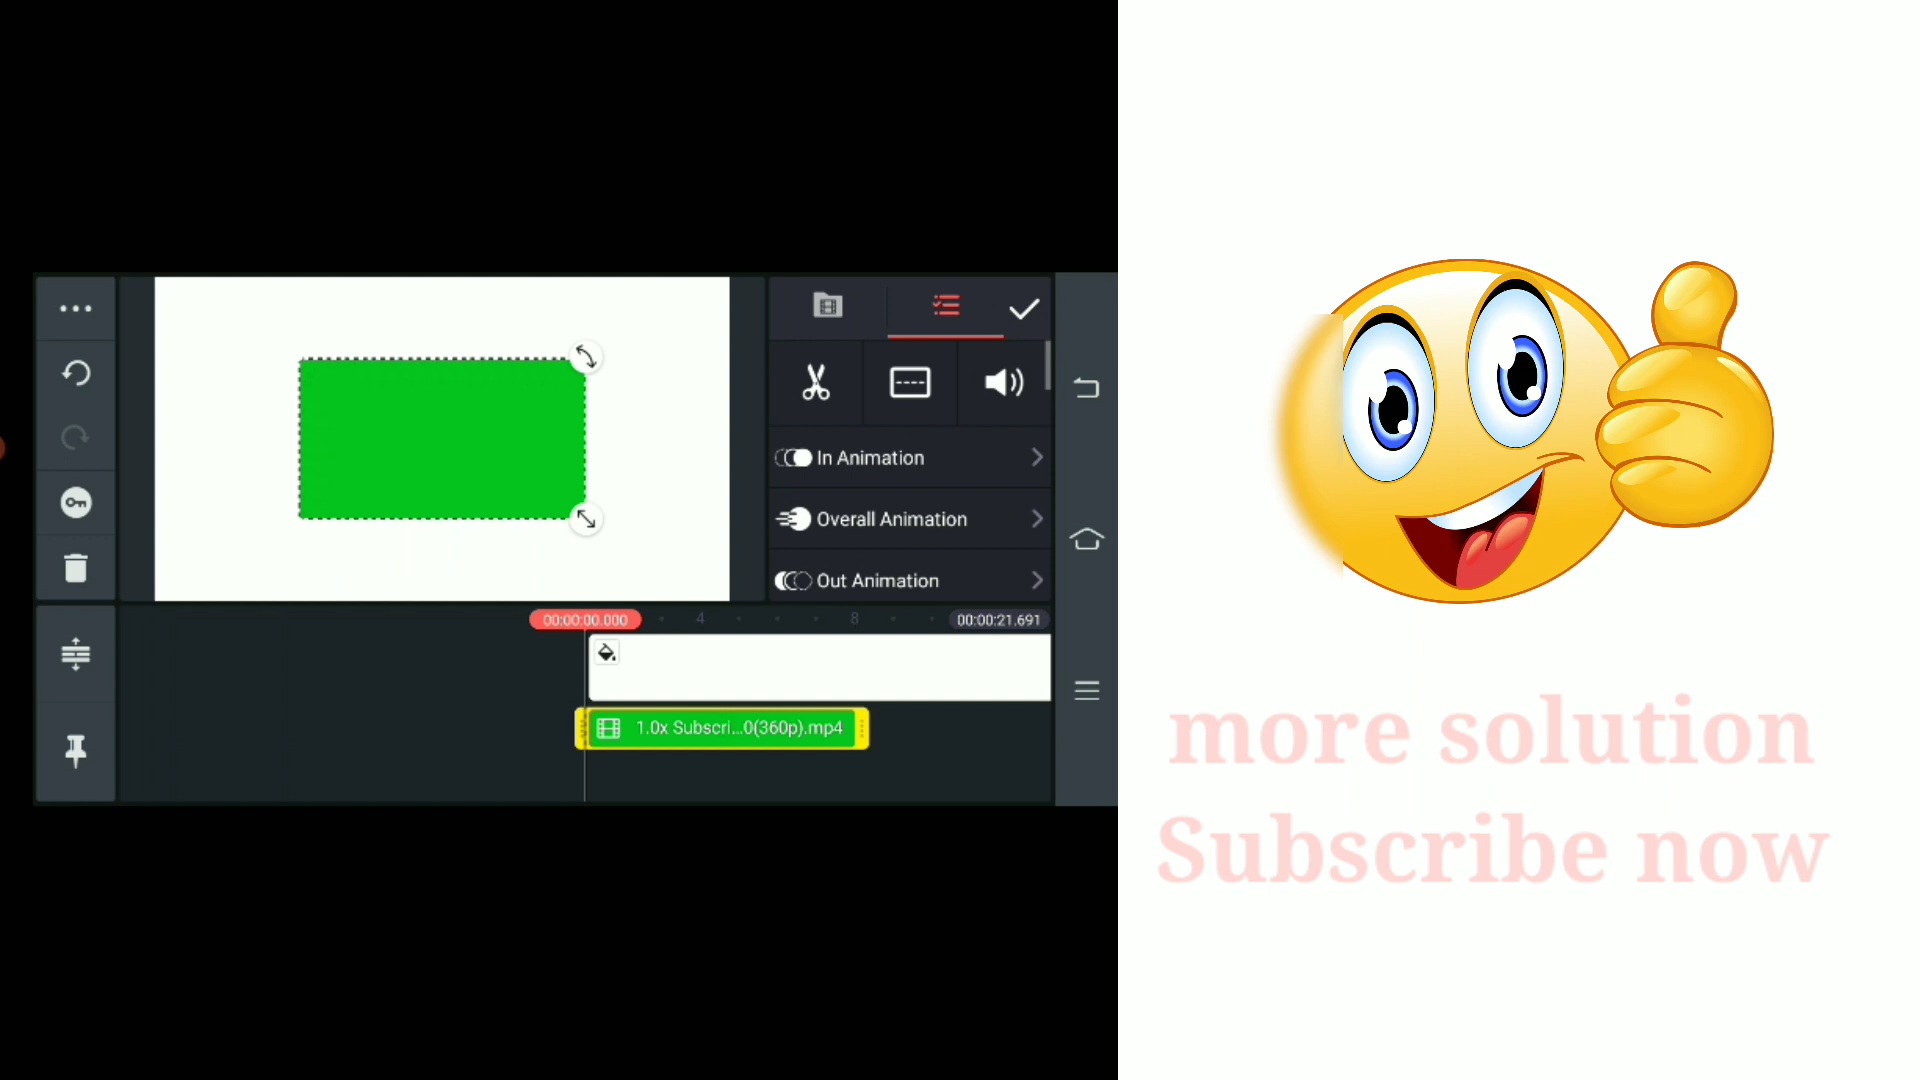 In Animation
Overall Animation
Out Animation
00:00:00.000
4
8
00:00:21.691
1.0x Subscri...0(360p).mp4
more solution
Subscribe now